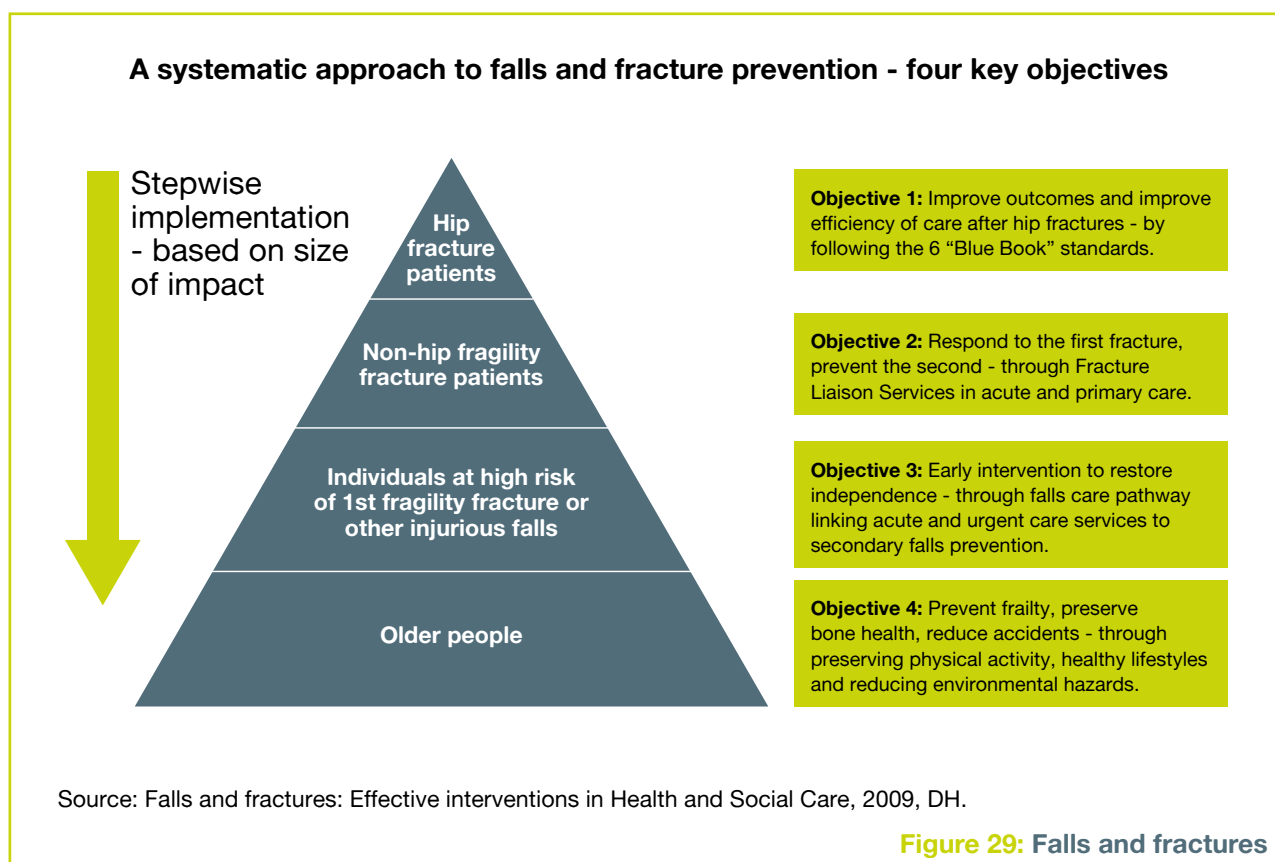 A systematic approach to falls and fracture prevention - four key objectives
Stepwise
implementation
- based on size
of impact
Hip
fracture
patients
Non-hip fragility
fracture patients
Individuals at high risk
of 1st fragility fracture or
other injurious falls
Older people
Objective 1: Improve outcomes and improve
efficiency of care after hip fractures - by
following the 6 “Blue Book” standards.
Objective 2: Respond to the first fracture,
prevent the second - through Fracture
Liaison Services in acute and primary care.
Objective 3: Early intervention to restore
independence - through falls care pathway
linking acute and urgent care services to
secondary falls prevention.
Objective 4: Prevent frailty, preserve
bone health, reduce accidents - through
preserving physical activity, healthy lifestyles
and reducing environmental hazards.
Source: Falls and fractures: Effective interventions in Health and Social Care, 2009, DH.
Figure 29: Falls and fractures